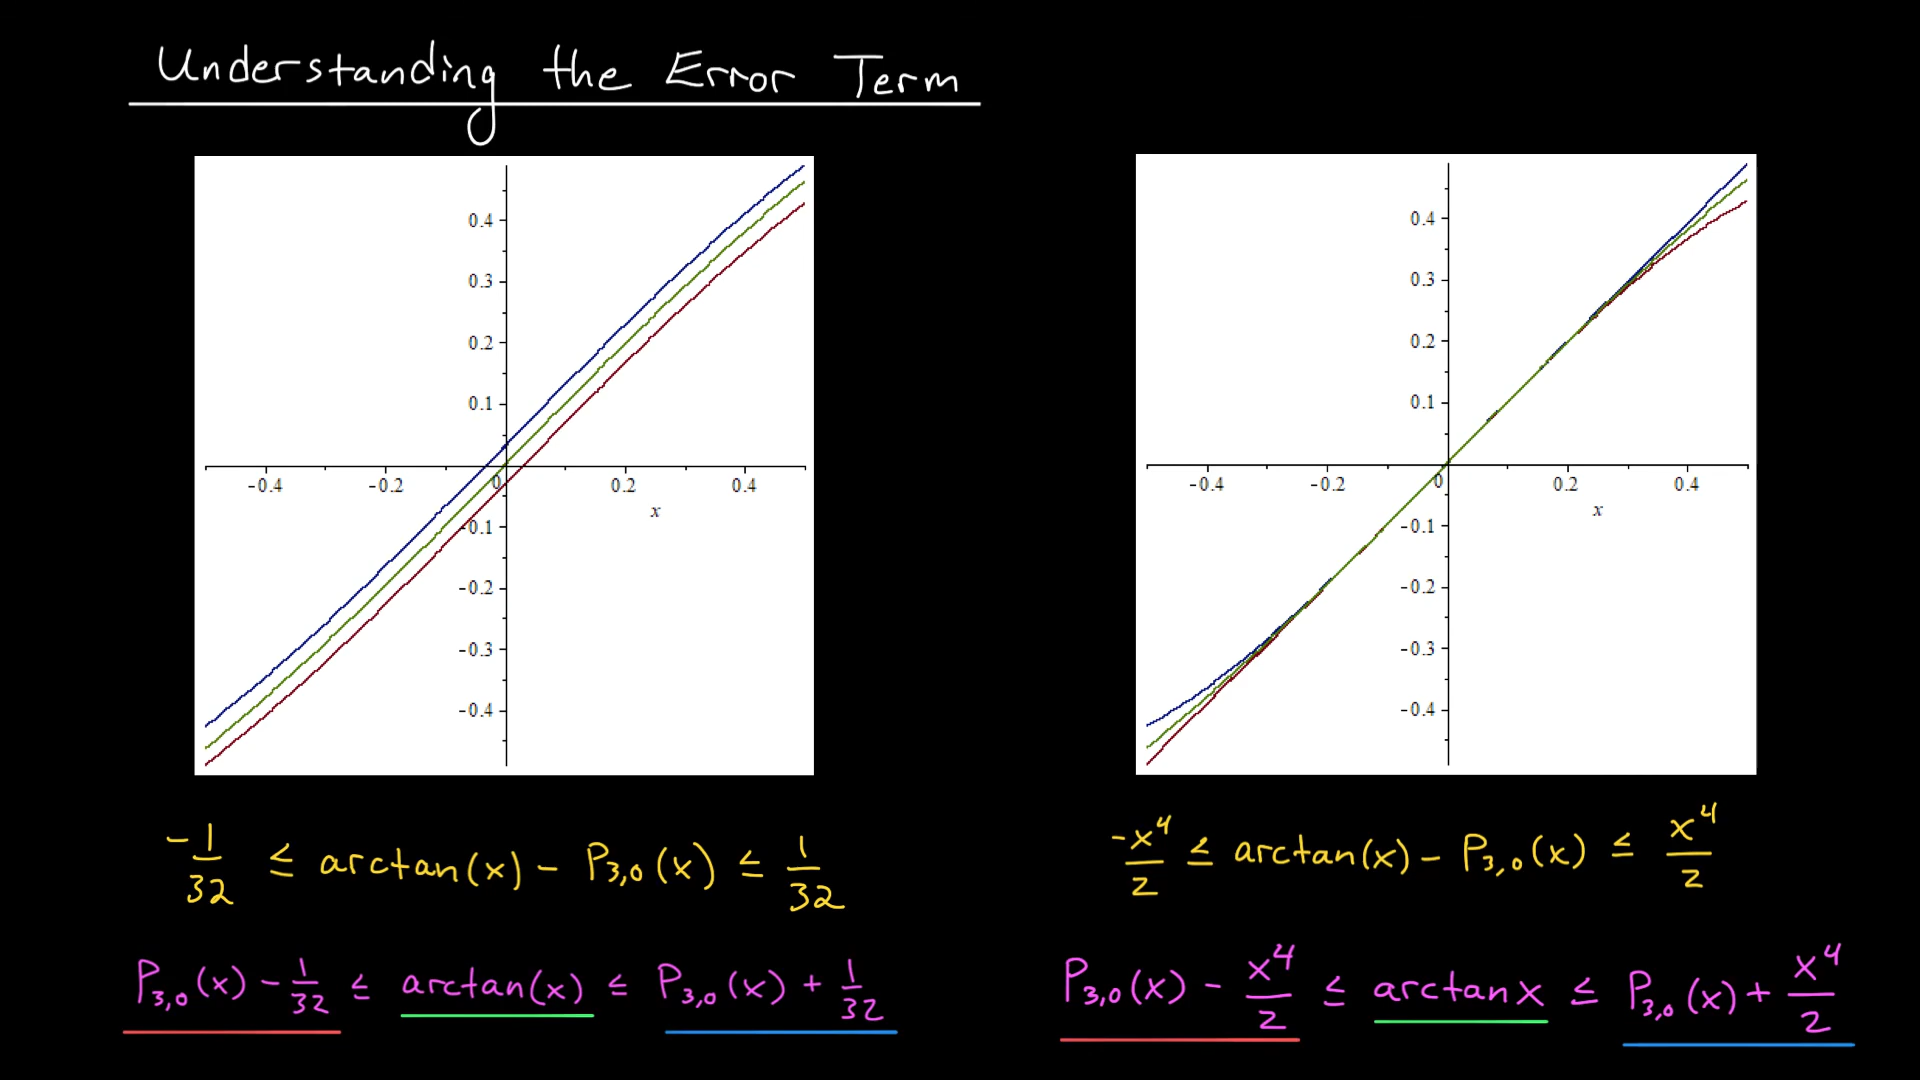 Understanding the Error Term
0.4
0.3
0.2
0.1
-0.4 -0.2 0 0.2 0.4
x
-0.1
-0.2
-0.3
-0.4
0.4
0.3
0.2
0.1
-0.4 -0.2 0 0.2 0.4
x
-0.1
-0.2
-0.3
-0.4
-1/32 ≤ arctan(x) - P₃,₀(x) ≤ 1/32
P₃,₀(x) - 1/32 ≤ arctan(x) ≤ P₃,₀(x) + 1/32
-x⁴/2 ≤ arctan(x) - P₃,₀(x) ≤ x⁴/2
P₃,₀(x) - x⁴/2 ≤ arctan x ≤ P₃,₀(x) + x⁴/2